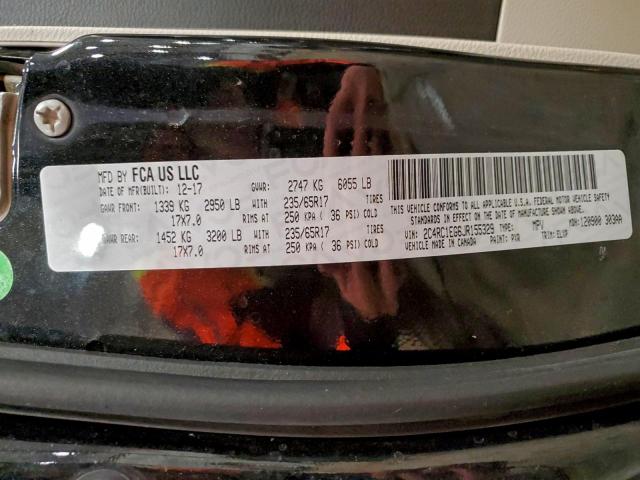 MFD BY FCA US LLC
DATE OF MFR(BUILT): 12-17 GVWR: 2747 KG 6055 LB
GAWR FRONT: 1339 KG 2950 LB WITH 235/65R17 TIRES
17X7.0 RIMS AT 250 KPA ( 36 PSI) COLD
GAWR REAR: 1452 KG 3200 LB WITH 235/65R17 TIRES
17X7.0 RIMS AT 250 KPA ( 36 PSI) COLD
THIS VEHICLE CONFORMS TO ALL APPLICABLE U.S.A. FEDERAL MOTOR VEHICLE SAFETY
STANDARDS IN EFFECT ON THE DATE OF MANUFACTURE SHOWN ABOVE.
VIN: 2C4RC1EG6JR155329 TYPE: MPV MDH: 120900 303AA
VEHICLE MADE IN CANADA PAINT: PXR TRIM: ELVP